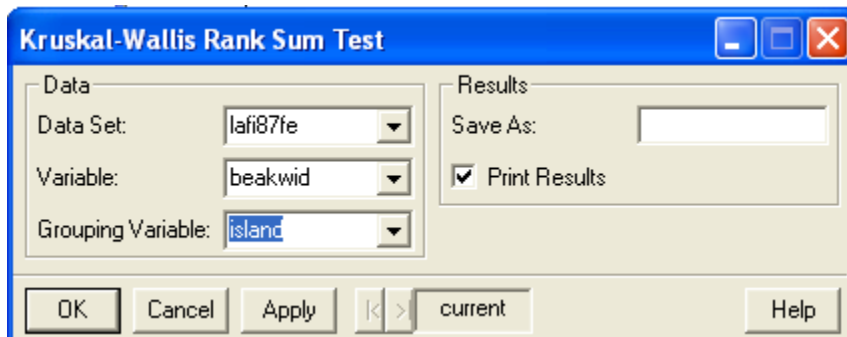 Kruskal-Wallis Rank Sum Test
Data
Data Set: lafi87fe
Variable: beakwid
Grouping Variable: island
Results
Save As:
Print Results
OK Cancel Apply |< > current Help